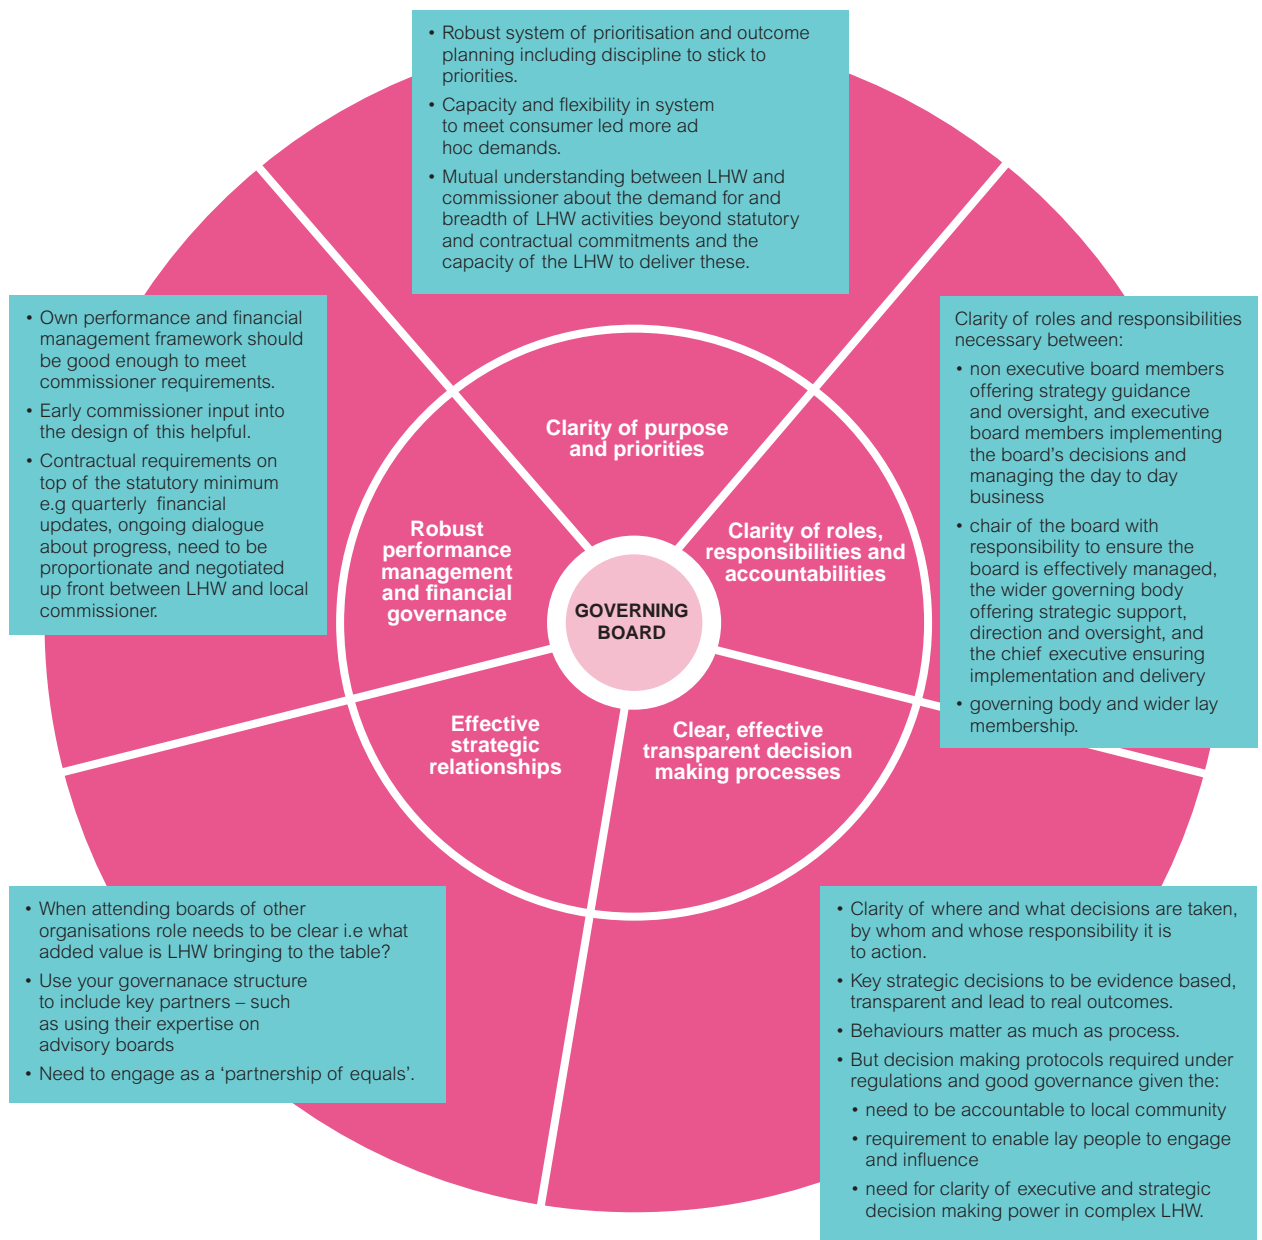 • Robust system of prioritisation and outcome
planning including discipline to stick to
priorities.
• Capacity and flexibility in system
to meet consumer led more ad
hoc demands.
• Mutual understanding between LHW and
commissioner about the demand for and
breadth of LHW activities beyond statutory
and contractual commitments and the
capacity of the LHW to deliver these.
• Own performance and financial
management framework should
be good enough to meet
commissioner requirements.
• Early commissioner input into
the design of this helpful.
• Contractual requirements on
top of the statutory minimum
e.g quarterly financial
updates, ongoing dialogue
about progress, need to be
proportionate and negotiated
up front between LHW and local
commissioner.
Clarity of roles and responsibilities
necessary between:
• non executive board members
offering strategy guidance
and oversight, and executive
board members implementing
the board's decisions and
managing the day to day
business
• chair of the board with
responsibility to ensure the
board is effectively managed,
the wider governing body
offering strategic support,
direction and oversight, and
the chief executive ensuring
implementation and delivery
• governing body and wider lay
membership.
Clarity of purpose
and priorities
Robust
performance
management
and financial
governance
Clarity of roles,
responsibilities and
accountabilities
GOVERNING
BOARD
Effective
strategic
relationships
Clear, effective
transparent decision
making processes
• When attending boards of other
organisations role needs to be clear i.e what
added value is LHW bringing to the table?
• Use your governanace structure
to include key partners – such
as using their expertise on
advisory boards
• Need to engage as a 'partnership of equals'.
• Clarity of where and what decisions are taken,
by whom and whose responsibility it is
to action.
• Key strategic decisions to be evidence based,
transparent and lead to real outcomes.
• Behaviours matter as much as process.
• But decision making protocols required under
regulations and good governance given the:
• need to be accountable to local community
• requirement to enable lay people to engage
and influence
• need for clarity of executive and strategic
decision making power in complex LHW.